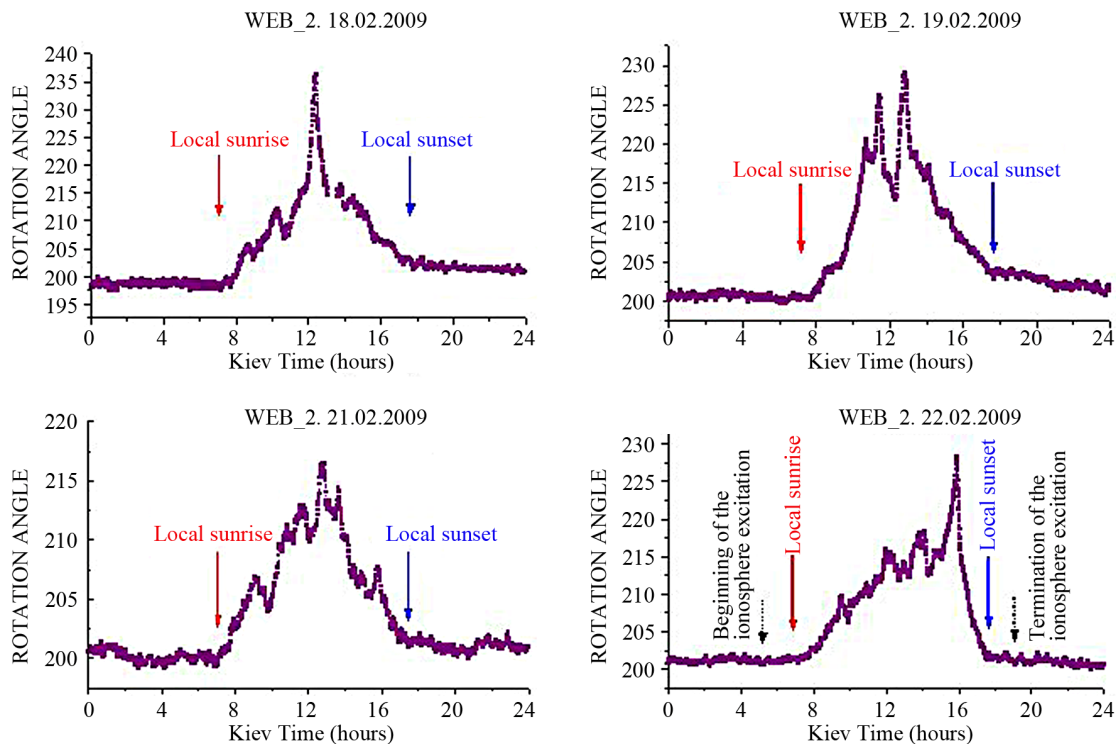 WEB_2. 18.02.2009
ROTATION ANGLE
240
235
230
225
220
215
210
205
200
195
Local sunrise
Local sunset
0 4 8 12 16 20 24
Kiev Time (hours)
WEB_2. 19.02.2009
ROTATION ANGLE
230
225
220
215
210
205
200
Local sunrise
Local sunset
0 4 8 12 16 20 24
Kiev Time (hours)
WEB_2. 21.02.2009
ROTATION ANGLE
220
215
210
205
200
Local sunrise
Local sunset
0 4 8 12 16 20 24
Kiev Time (hours)
WEB_2. 22.02.2009
ROTATION ANGLE
230
225
220
215
210
205
200
Beginning of the
ionosphere excitation
Local sunrise
Local sunset
Termination of the
ionosphere excitation
0 4 8 12 16 20 24
Kiev Time (hours)